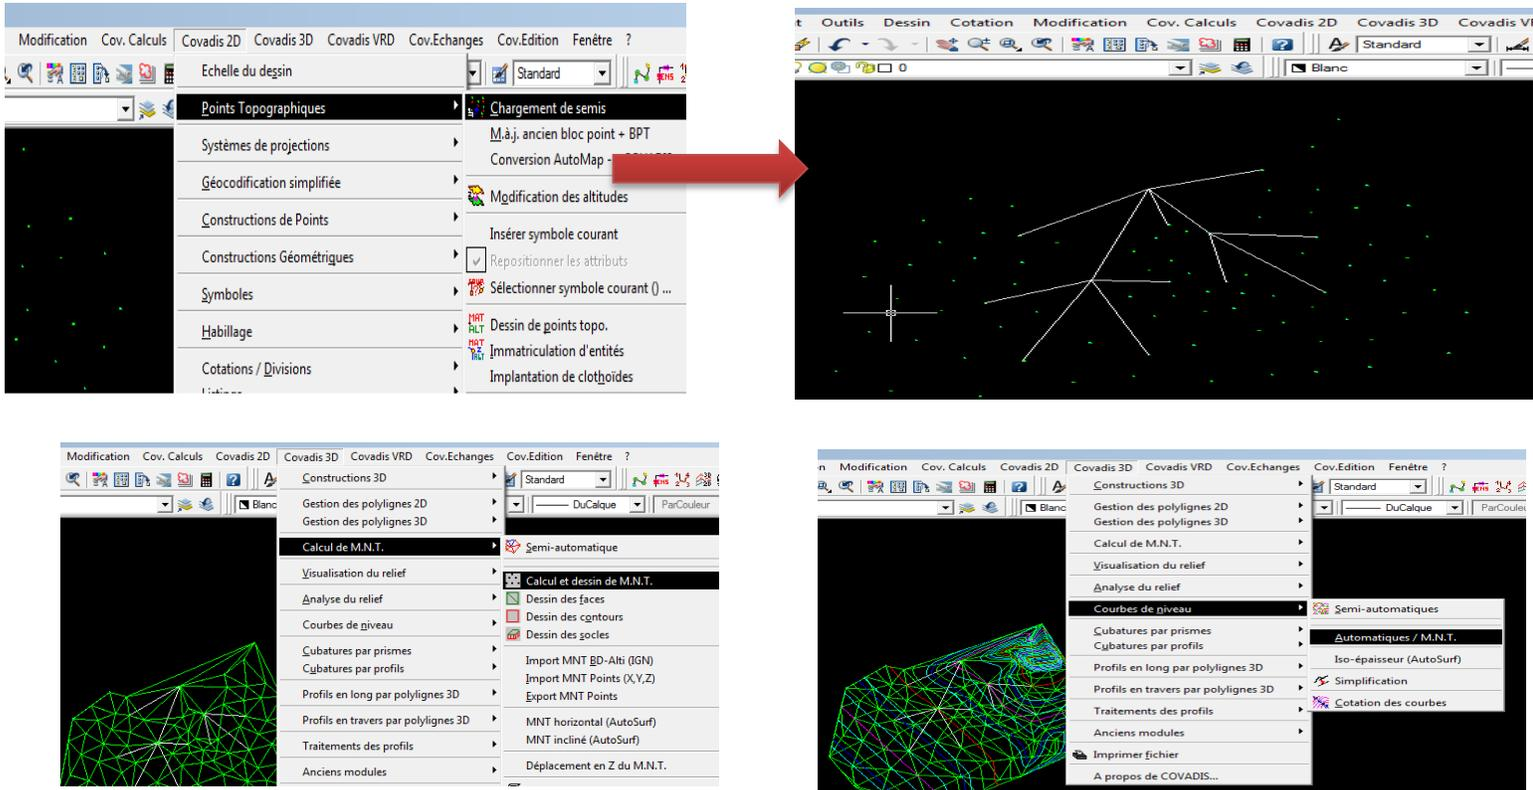 Modification Cov. Calculs Covadis 2D Covadis 3D Covadis VRD Cov.Echanges Cov.Edition Fenêtre ?
Standard
Echelle du dessin
Points Topographiques
Systèmes de projections
Géocodification simplifiée
Constructions de Points
Constructions Géométriques
Symboles
Habillage
Cotations / Divisions
Chargement de semis
M.à.j. ancien bloc point + BPT
Conversion AutoMap -
Modification des altitudes
Insérer symbole courant
Repositionner les attributs
Sélectionner symbole courant () ...
Dessin de points topo.
Immatriculation d'entités
Implantation de clothoïdes
t Outils Dessin Cotation Modification Cov. Calculs Covadis 2D Covadis 3D Covadis VR
Standard
0
Blanc
Modification Cov. Calculs Covadis 2D Covadis 3D Covadis VRD Cov.Echanges Cov.Edition Fenêtre ?
Standard
Blanc
DuCalque
ParCouleur
Constructions 3D
Gestion des polylignes 2D
Gestion des polylignes 3D
Calcul de M.N.T.
Visualisation du relief
Analyse du relief
Courbes de niveau
Cubatures par prismes
Cubatures par profils
Profils en long par polylignes 3D
Profils en travers par polylignes 3D
Traitements des profils
Anciens modules
Semi-automatique
Calcul et dessin de M.N.T.
Dessin des faces
Dessin des contours
Dessin des socles
Import MNT BD-Alti (IGN)
Import MNT Points (X,Y,Z)
Export MNT Points
MNT horizontal (AutoSurf)
MNT incliné (AutoSurf)
Déplacement en Z du M.N.T.
n Modification Cov. Calculs Covadis 2D Covadis 3D Covadis VRD Cov.Echanges Cov.Edition Fenêtre ?
Standard
Blanc
DuCalque
ParCouleu
Constructions 3D
Gestion des polylignes 2D
Gestion des polylignes 3D
Calcul de M.N.T.
Visualisation du relief
Analyse du relief
Courbes de niveau
Cubatures par prismes
Cubatures par profils
Profils en long par polylignes 3D
Profils en travers par polylignes 3D
Traitements des profils
Anciens modules
Imprimer fichier
A propos de COVADIS...
Semi-automatiques
Automatiques / M.N.T.
Iso-épaisseur (AutoSurf)
Simplification
Cotation des courbes